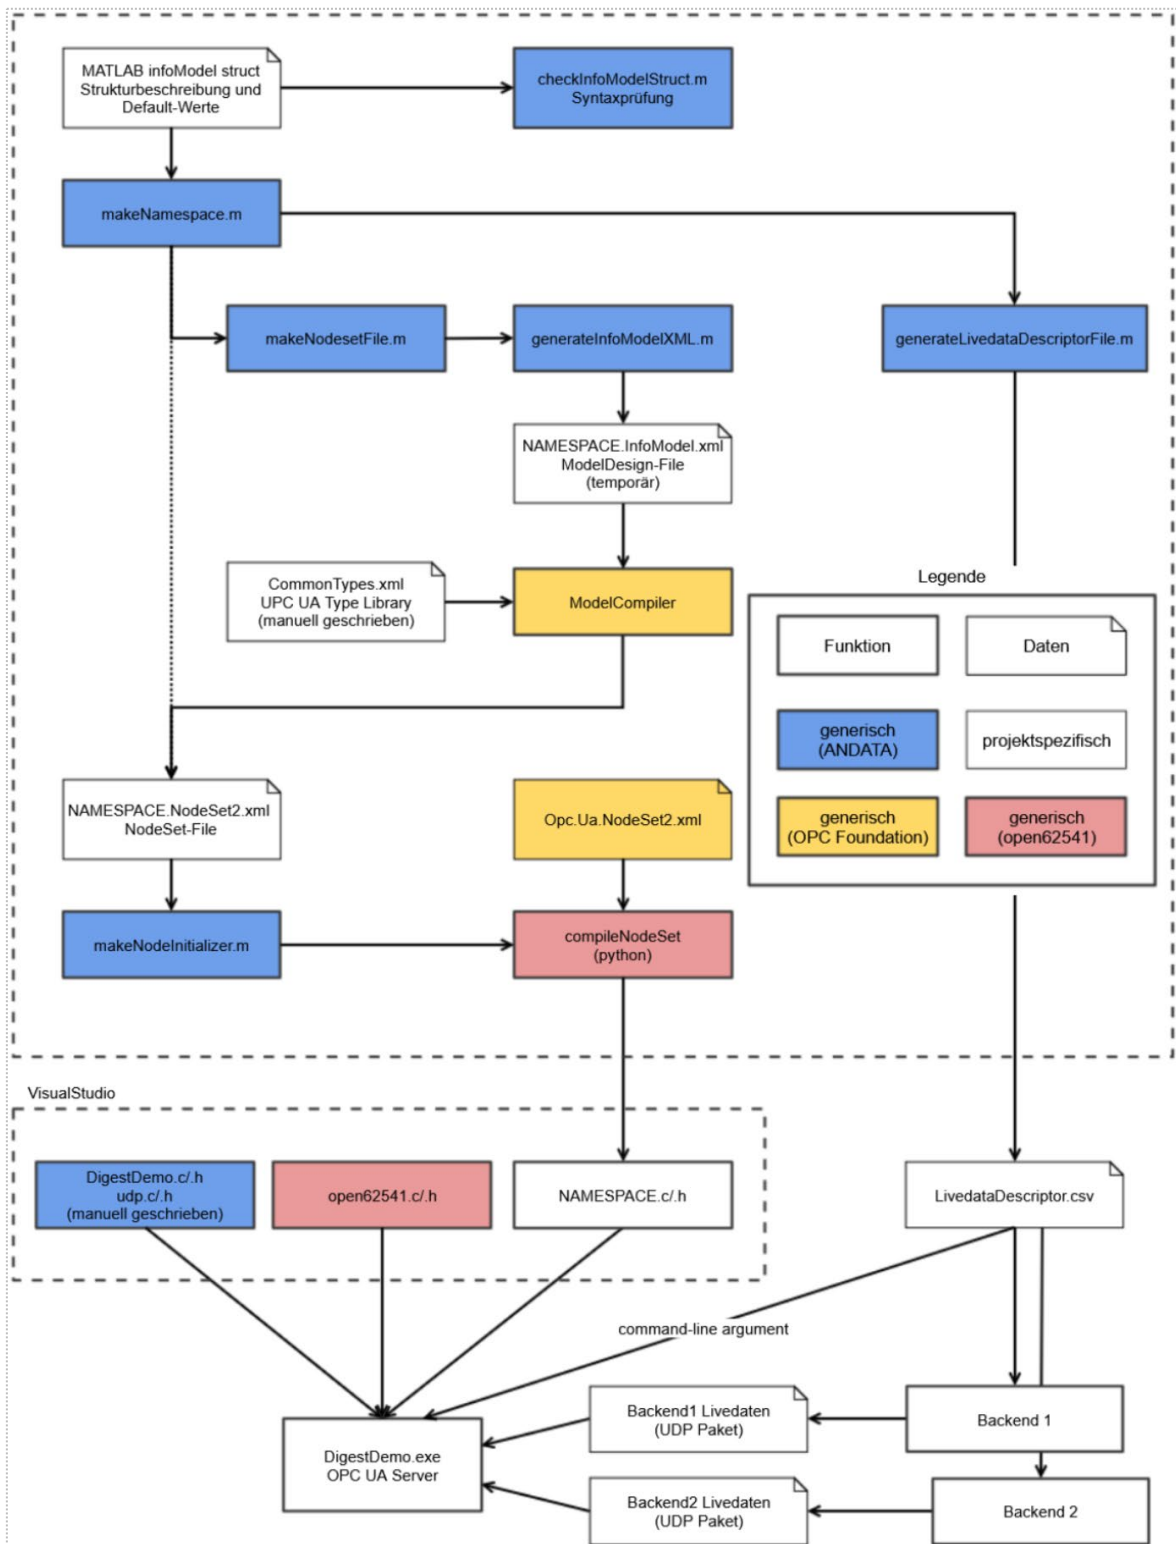 MATLAB infoModel struct
Strukturbeschreibung und
Default-Werte
checkInfoModelStruct.m
Syntaxprüfung
makeNamespace.m
makeNodesetFile.m
generateInfoModelXML.m
generateLivedataDescriptorFile.m
NAMESPACE.InfoModel.xml
ModelDesign-File
(temporär)
CommonTypes.xml
UPC UA Type Library
(manuell geschrieben)
ModelCompiler
Legende
Funktion
Daten
generisch
(ANDATA)
projektspezifisch
generisch
(OPC Foundation)
generisch
(open62541)
NAMESPACE.NodeSet2.xml
NodeSet-File
Opc.Ua.NodeSet2.xml
makeNodeInitializer.m
compileNodeSet
(python)
VisualStudio
DigestDemo.c/.h
udp.c/.h
(manuell geschrieben)
open62541.c/.h
NAMESPACE.c/.h
LivedataDescriptor.csv
command-line argument
DigestDemo.exe
OPC UA Server
Backend1 Livedaten
(UDP Paket)
Backend 1
Backend2 Livedaten
(UDP Paket)
Backend 2